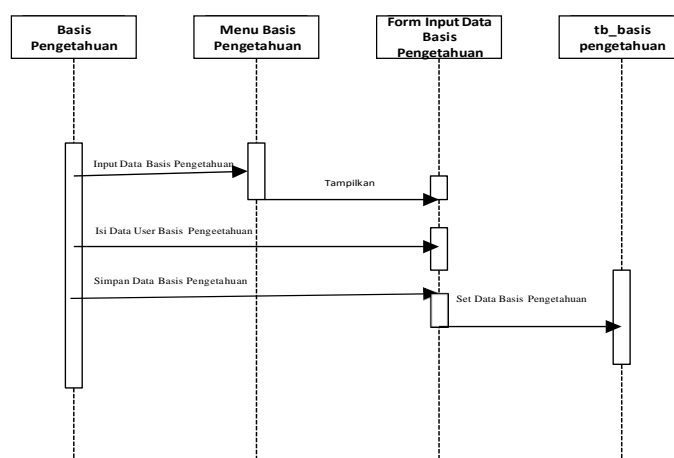 Basis
Pengetahuan
Menu Basis
Pengetahuan
Form Input Data
Basis
Pengetahuan
tb_basis
pengetahuan
Input Data Basis Pengetahuan
Tampilkan
Isi Data User Basis Pengeetahuan
Simpan Data Basis Pengetahuan
Set Data Basis Pengetahuan